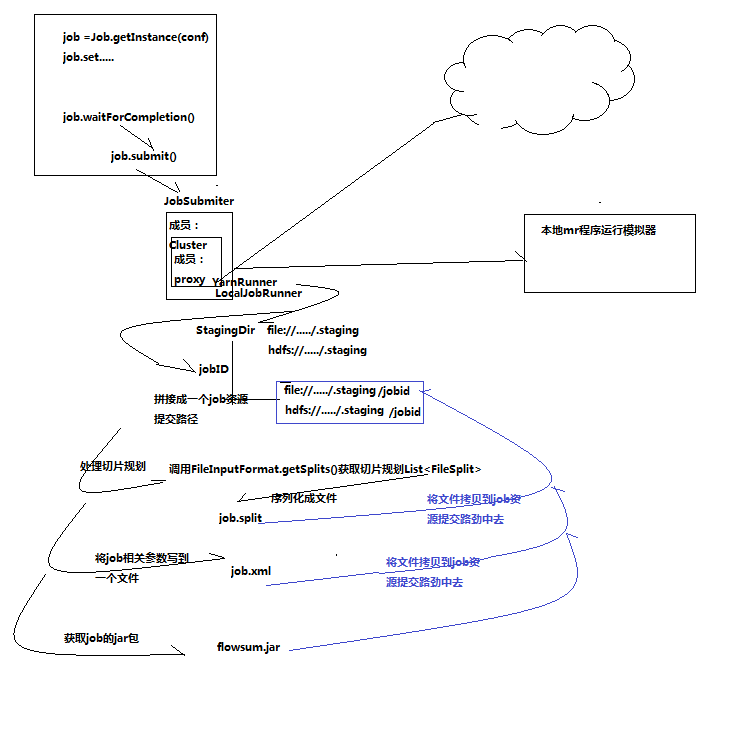 job =Job.getInstance(conf)
job.set.....
job.waitForCompletion()
job.submit()
JobSubmiter
成员：
Cluster
成员：
proxy
YarnRunner
LocalJobRunner
本地mr程序运行模拟器
StagingDir
file://...../.staging
hdfs://...../.staging
jobID
拼接成一个job资源
提交路径
file://...../.staging /jobid
hdfs://...../.staging /jobid
处理切片规划
调用FileInputFormat.getSplits()获取切片规划List<FileSplit>
序列化成文件
job.split
将文件拷贝到job资
源提交路劲中去
将job相关参数写到
一个文件
job.xml
将文件拷贝到job资
源提交路劲中去
获取job的jar包
flowsum.jar